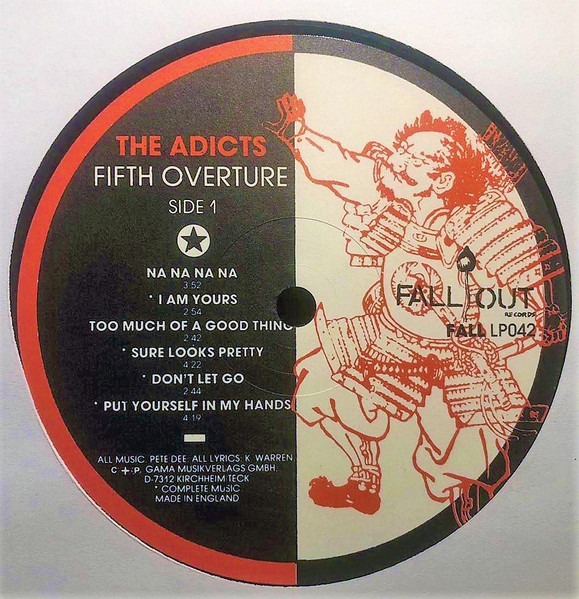 THE ADICTS
FIFTH OVERTURE
SIDE 1
NA NA NA NA
3:52
* I AM YOURS
2:54
TOO MUCH OF A GOOD THING
2:42
* SURE LOOKS PRETTY
4:22
* DON'T LET GO
2:44
* PUT YOURSELF IN MY HANDS
4:19
ALL MUSIC: PETE DEE. ALL LYRICS: K. WARREN.
C + P. GAMA MUSIKVERLAGS GMBH.
D-7312 KIRCHHEIM TECK
* COMPLETE MUSIC
MADE IN ENGLAND
FALL OUT
RECORDS
FALL LP042